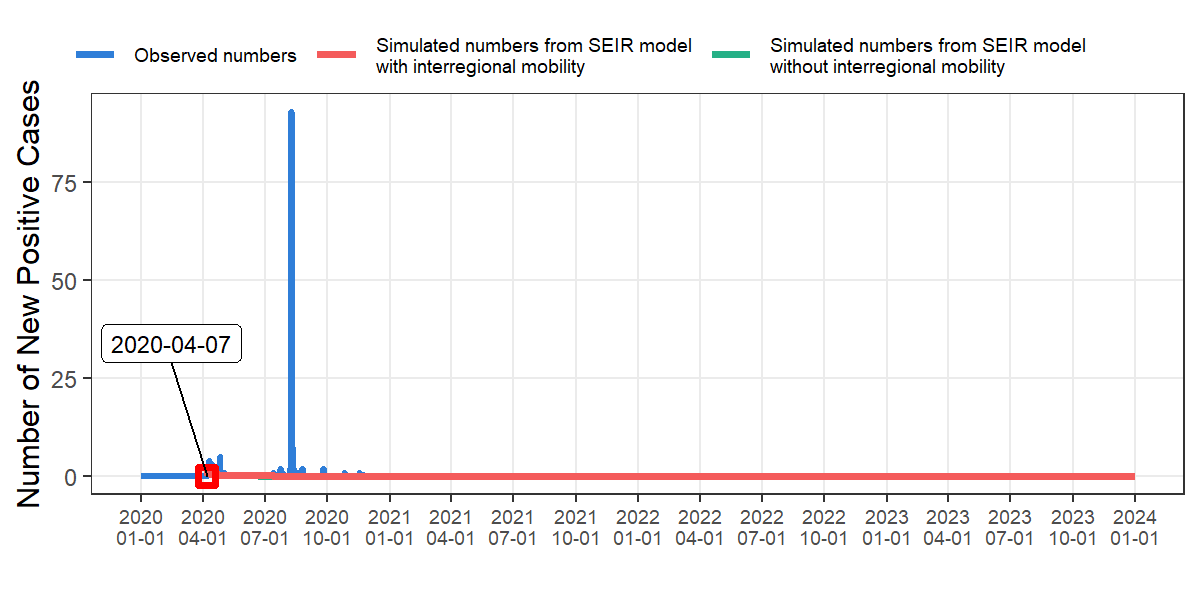 Observed numbers
Simulated numbers from SEIR model
with interregional mobility
Simulated numbers from SEIR model
without interregional mobility
Number of New Positive Cases
75
50
25
0
2020-04-07
2020 2020 2020 2020 2021 2021 2021 2021 2022 2022 2022 2022 2023 2023 2023 2023 2024
01-01 04-01 07-01 10-01 01-01 04-01 07-01 10-01 01-01 04-01 07-01 10-01 01-01 04-01 07-01 10-01 01-01